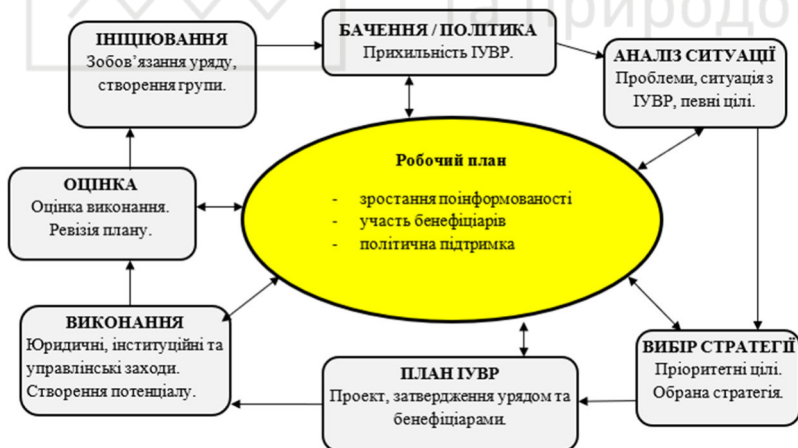 та природо
ІНІЦІЮВАННЯ
Зобов’язання уряду,
створення групи.
БАЧЕННЯ / ПОЛІТИКА
Прихильність ІУВР.
АНАЛІЗ СИТУАЦІЇ
Проблеми, ситуація з
ІУВР, певні цілі.
Робочий план
- зростання поінформованості
- участь бенефіціарів
- політична підтримка
ОЦІНКА
Оцінка виконання.
Ревізія плану.
ВИКОНАННЯ
Юридичні, інституційні та
управлінські заходи.
Створення потенціалу.
ПЛАН ІУВР
Проект, затвердження урядом та
бенефіціарами.
ВИБІР СТРАТЕГІЇ
Пріоритетні цілі.
Обрана стратегія.